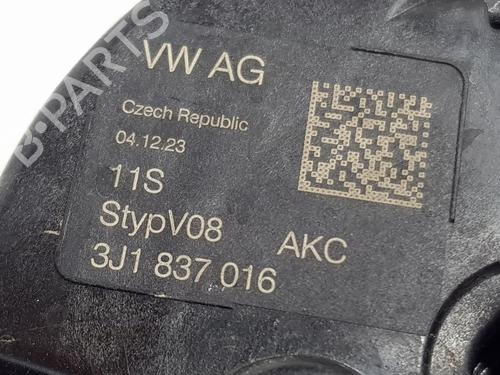 VW AG
Czech Republic
04.12.23
11S
StypV08 AKC
3J1 837 016
B-PARTS